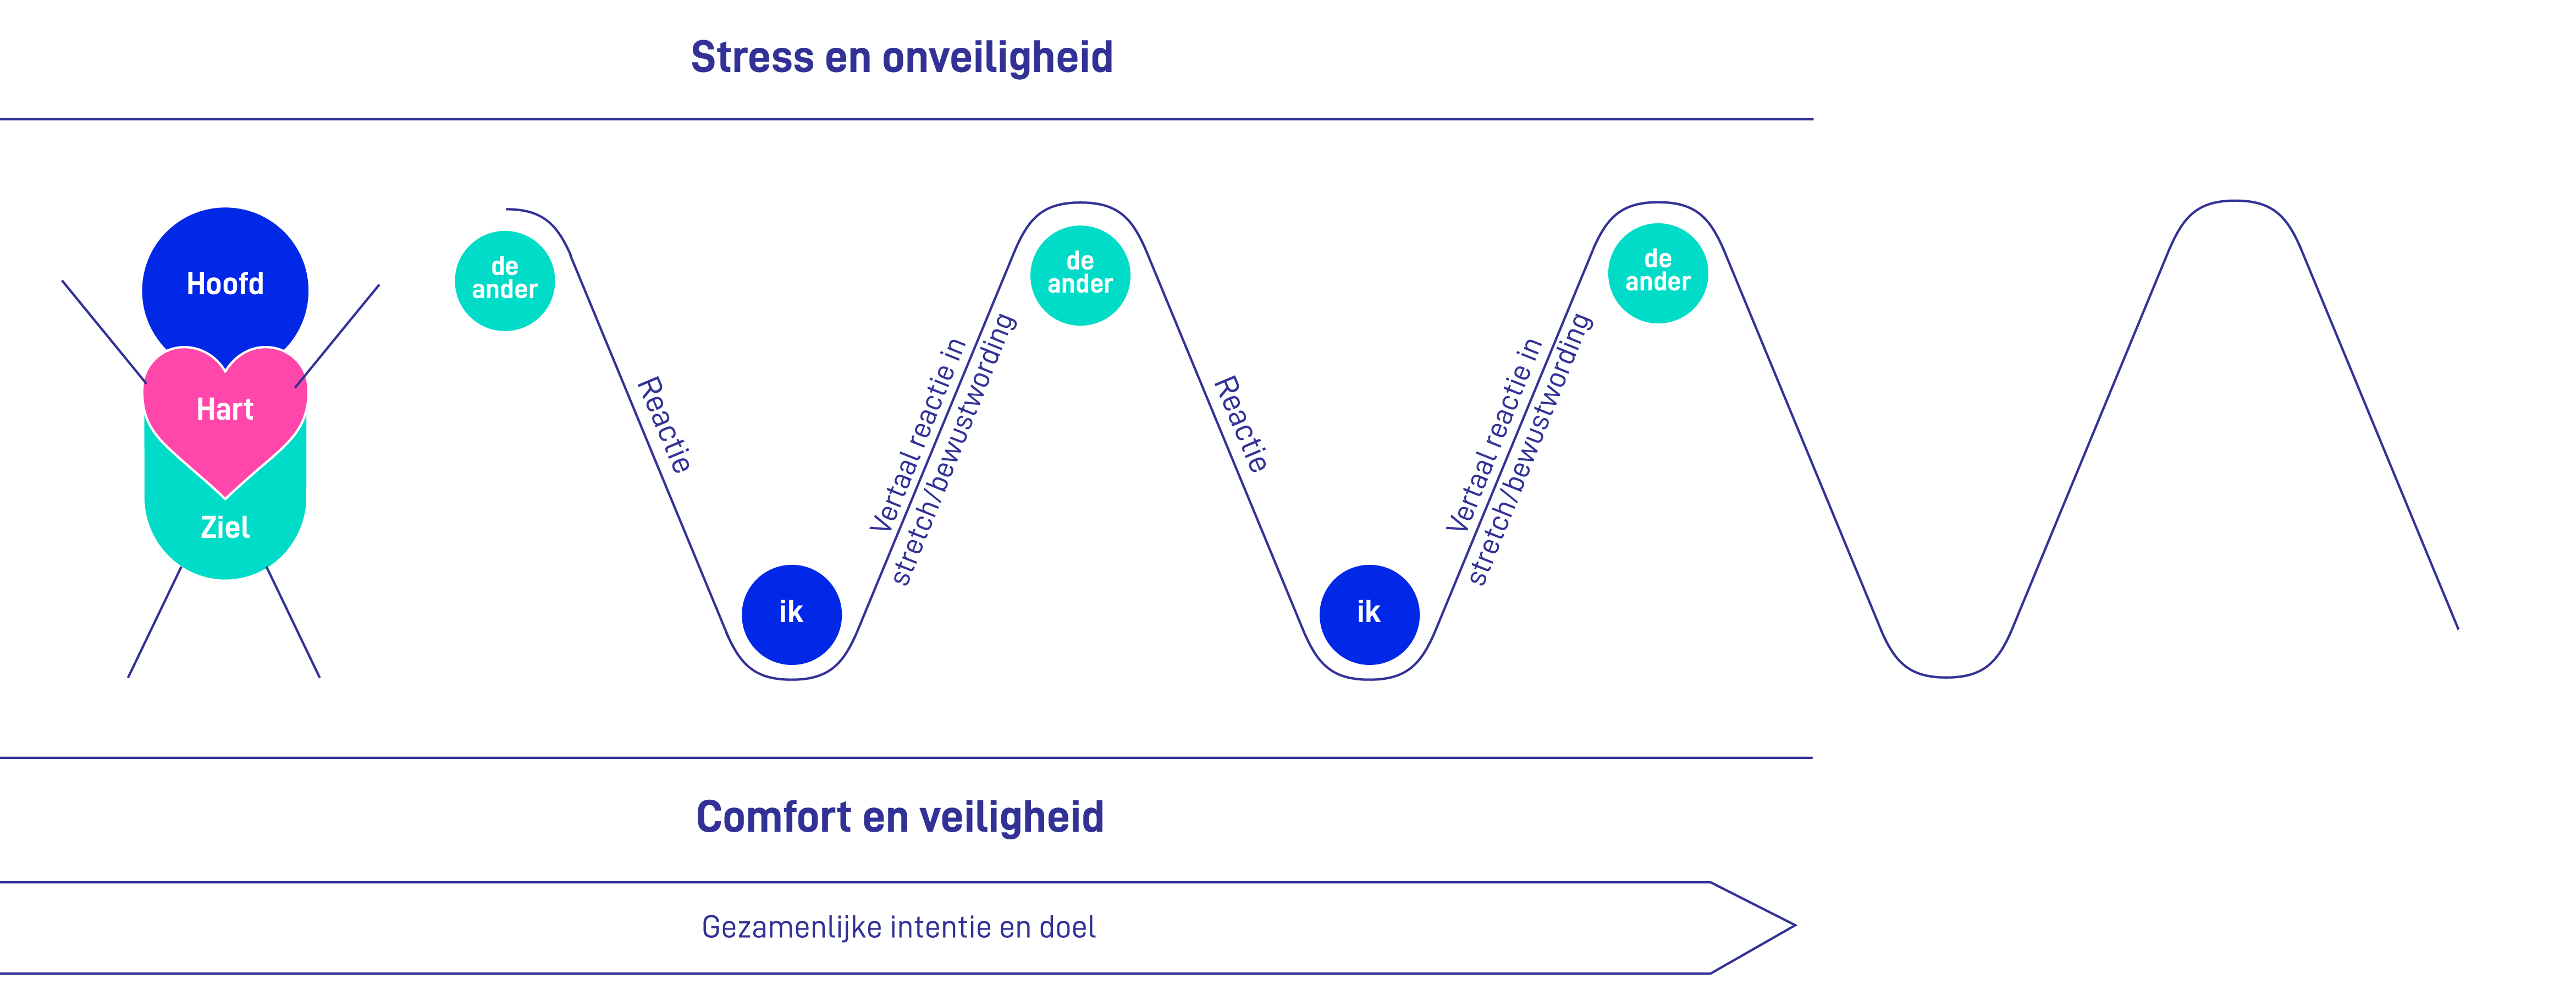 Stress en onveiligheid
Hoofd
Hart
Ziel
de
ander
Reactie
ik
Vertaal reactie in
stretch/bewustwording
de
ander
Reactie
ik
Vertaal reactie in
stretch/bewustwording
de
ander
Comfort en veiligheid
Gezamenlijke intentie en doel